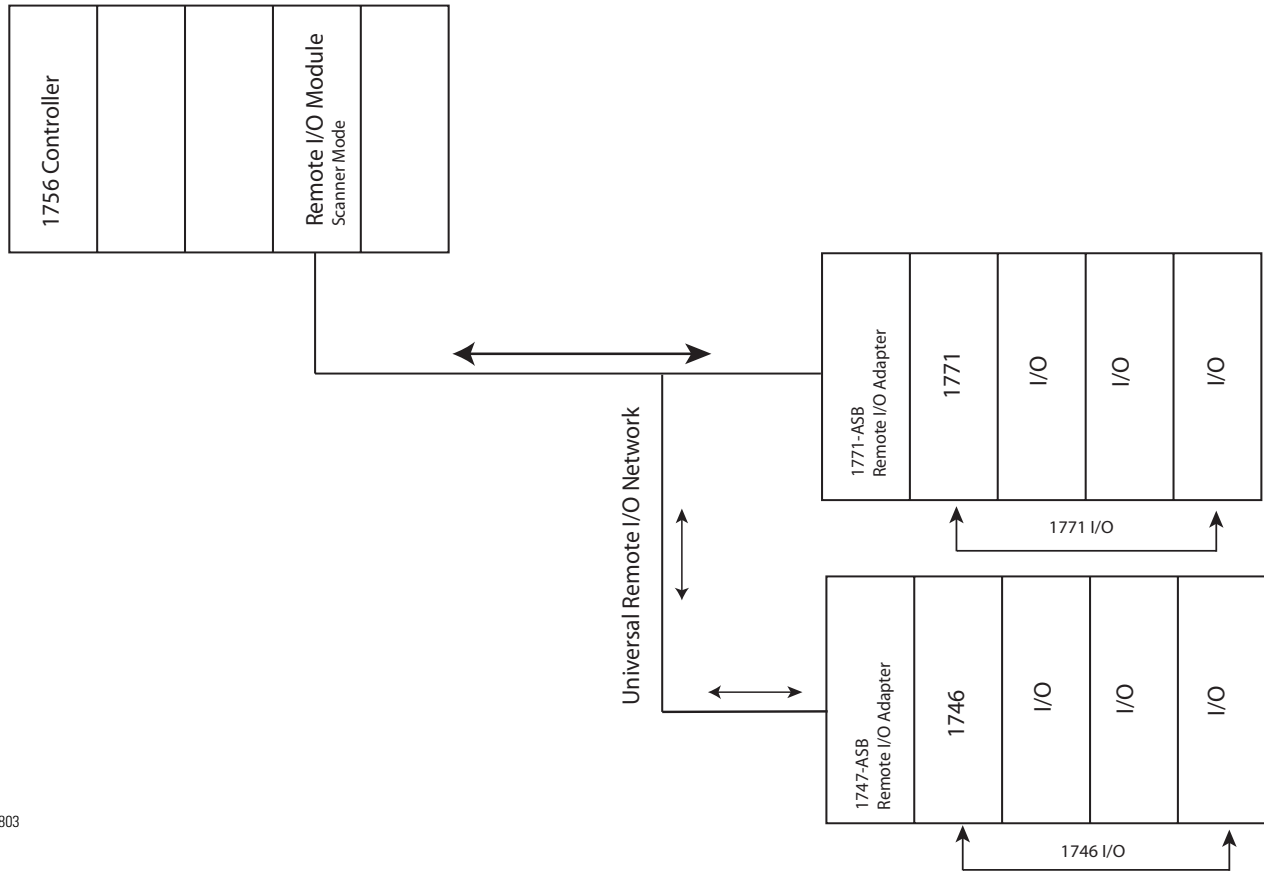 1756 Controller
Remote I/O Module
Scanner Mode
Universal Remote I/O Network
1771-ASB
Remote I/O Adapter
1771
I/O
I/O
I/O
1771 I/O
1747-ASB
Remote I/O Adapter
1746
I/O
I/O
I/O
1746 I/O
803